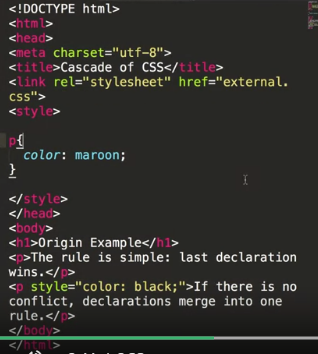 <!DOCTYPE html>
<html>
<head>
<meta charset="utf-8">
<title>Cascade of CSS</title>
<link rel="stylesheet" href="external.
css">
<style>
p{
color: maroon;
}
</style>
</head>
<body>
<h1>Origin Example</h1>
<p>The rule is simple: last declaration
wins.</p>
<p style="color: black;">If there is no
conflict, declarations merge into one
rule.</p>
</body>
</html>